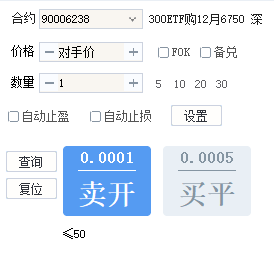 合约 90006238 300ETF购12月6750 深
价格 − 对手价 + FOK 备兑
数量 − 1 + 5 10 20 30
自动止盈 自动止损 设置
查询 0.0001 0.0005
复位 卖开 买平
≤50